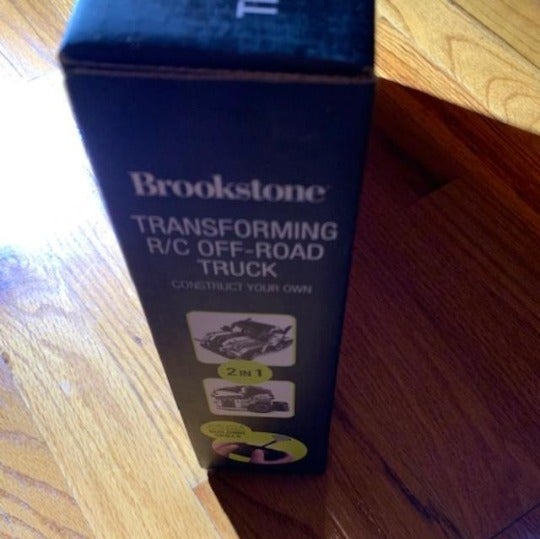 Brookstone
TRANSFORMING
R/C OFF-ROAD
TRUCK
CONSTRUCT YOUR OWN
2 IN 1